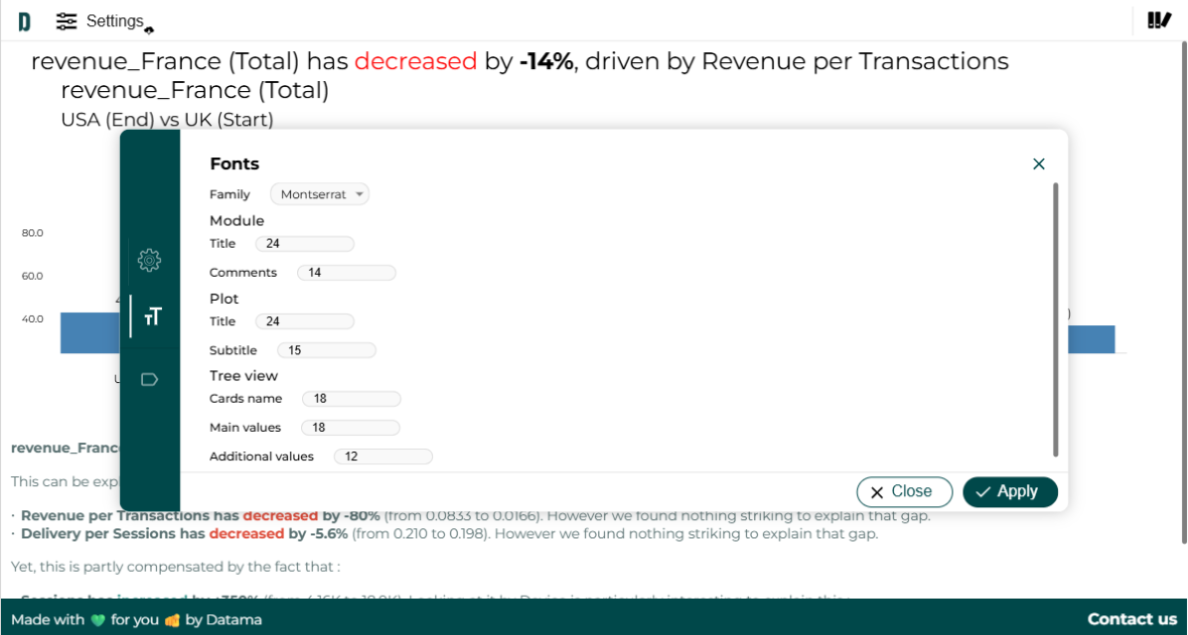 Settings
revenue_France (Total) has decreased by -14%, driven by Revenue per Transactions
revenue_France (Total)
USA (End) vs UK (Start)
Fonts
Family Montserrat
Module
Title 24
Comments 14
Plot
Title 24
Subtitle 15
Tree view
Cards name 18
Main values 18
Additional values 12
Close Apply
80.0
60.0
40.0
revenue_Franc
This can be exp
· Revenue per Transactions has decreased by -80% (from 0.0833 to 0.0166). However we found nothing striking to explain that gap.
· Delivery per Sessions has decreased by -5.6% (from 0.210 to 0.198). However we found nothing striking to explain that gap.
Yet, this is partly compensated by the fact that :
Made with 💚 for you 🤜 by Datama
Contact us